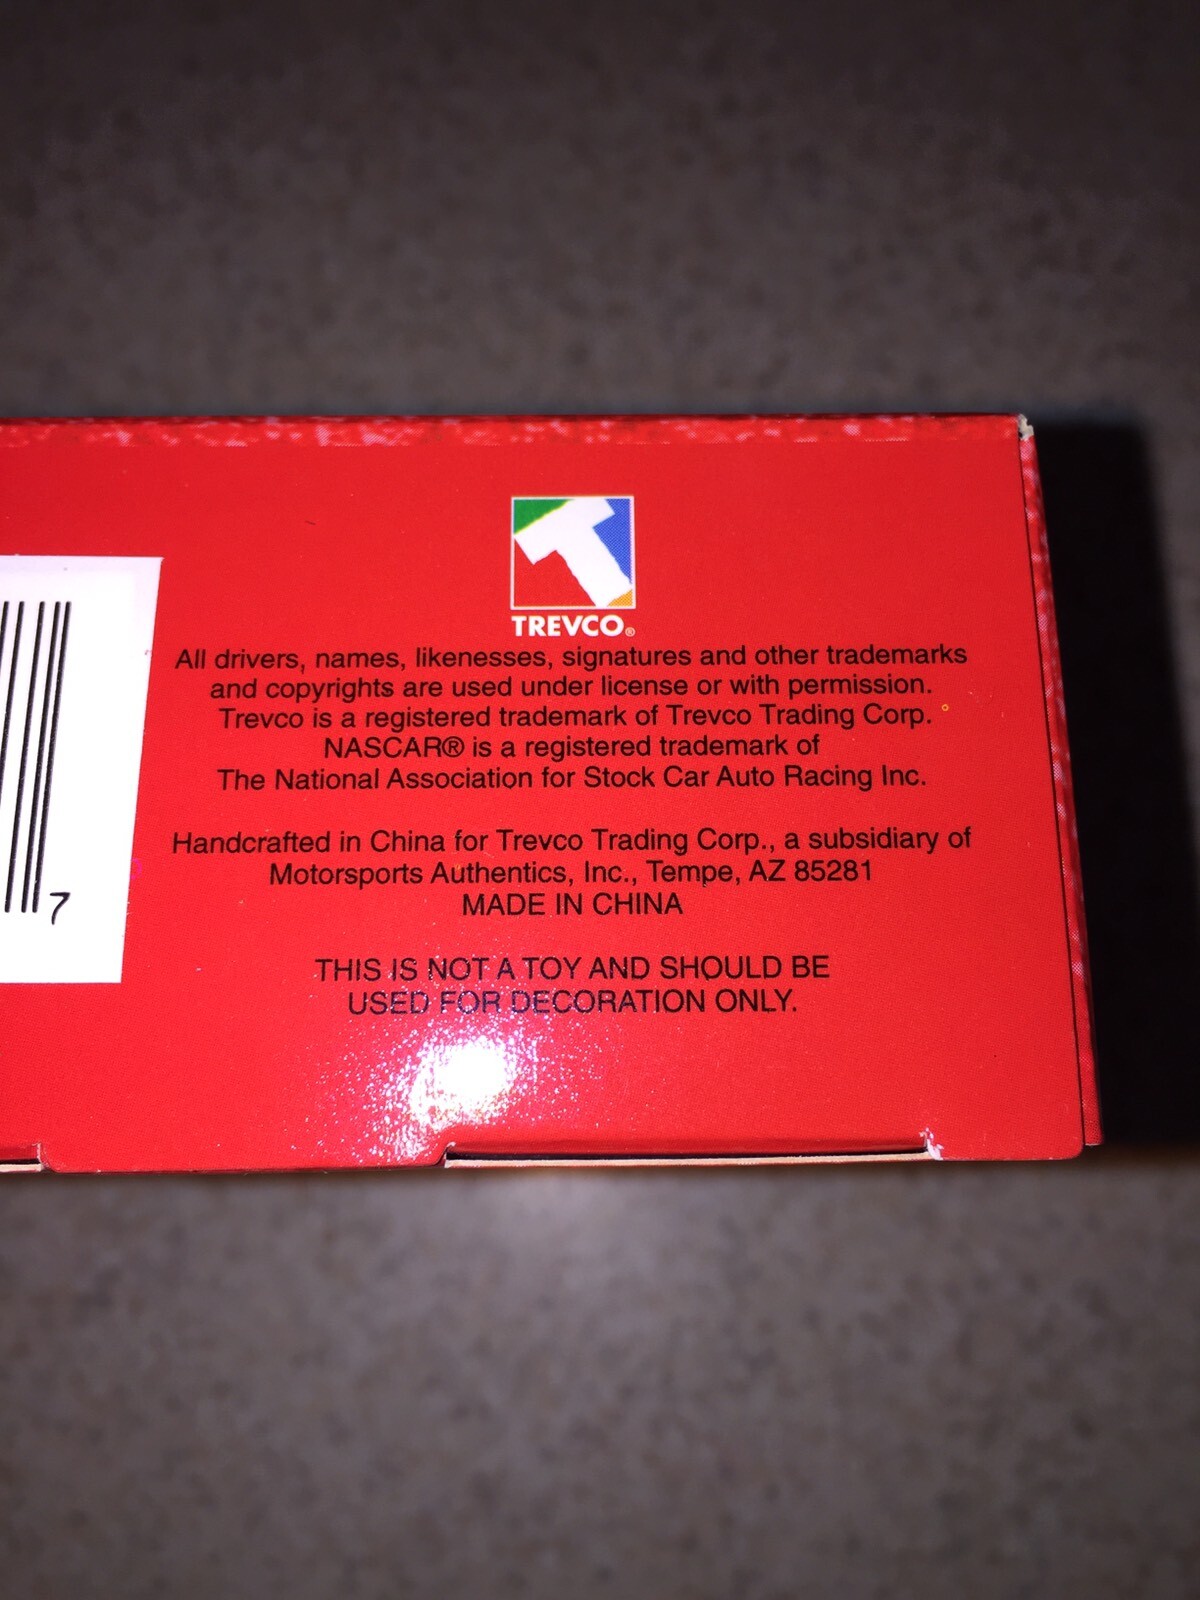 TREVCO®
All drivers, names, likenesses, signatures and other trademarks
and copyrights are used under license or with permission.
Trevco is a registered trademark of Trevco Trading Corp.
NASCAR® is a registered trademark of
The National Association for Stock Car Auto Racing Inc.
Handcrafted in China for Trevco Trading Corp., a subsidiary of
Motorsports Authentics, Inc., Tempe, AZ 85281
MADE IN CHINA
7
THIS IS NOT A TOY AND SHOULD BE
USED FOR DECORATION ONLY.